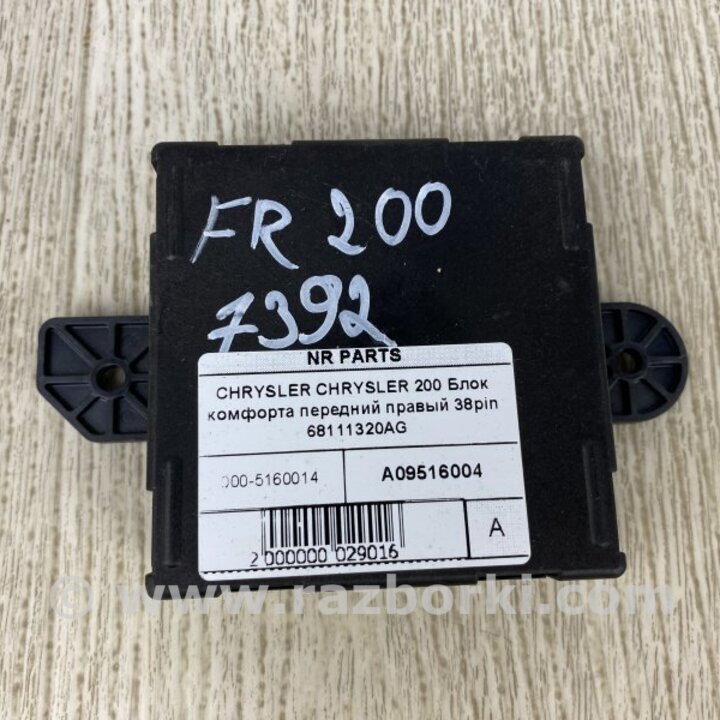 FR 200
7392
NR PARTS
CHRYSLER CHRYSLER 200 Блок
комфорта передний правый 38pin
68111320AG
000-5160014
A09516004
2 000000 029016
A
© www.razborki.com